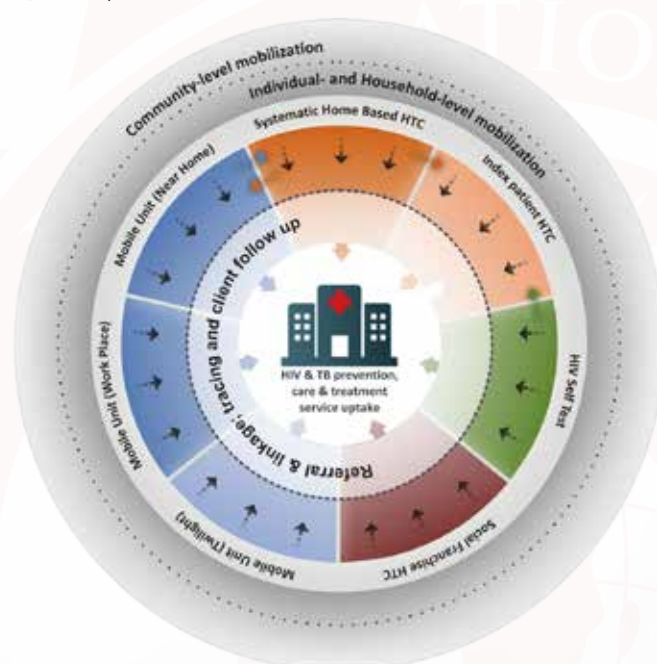 ATIO
Community-level mobilization
Individual- and Household-level mobilization
Systematic Home Based HTC
Index patient HTC
HIV Self Test
Social Franchise HTC
Mobile Unit (Twilight)
Mobile Unit (Work Place)
Mobile Unit (Near Home)
Referral & linkage; tracing and client follow up
HIV & TB prevention,
care & treatment
service uptake